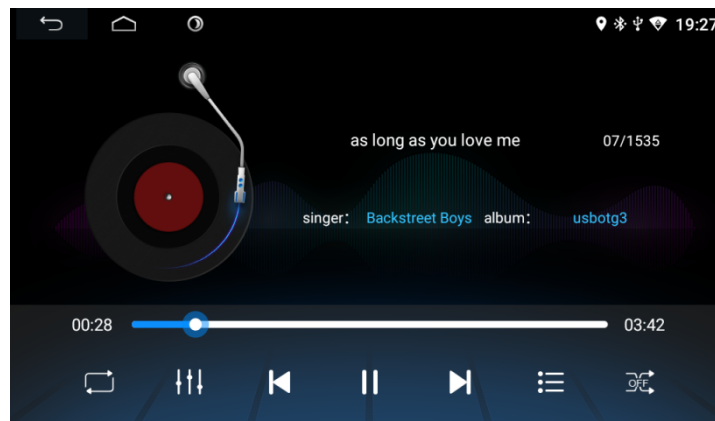 19:27
as long as you love me 07/1535
singer: Backstreet Boys album: usbotg3
00:28 03:42
OFF